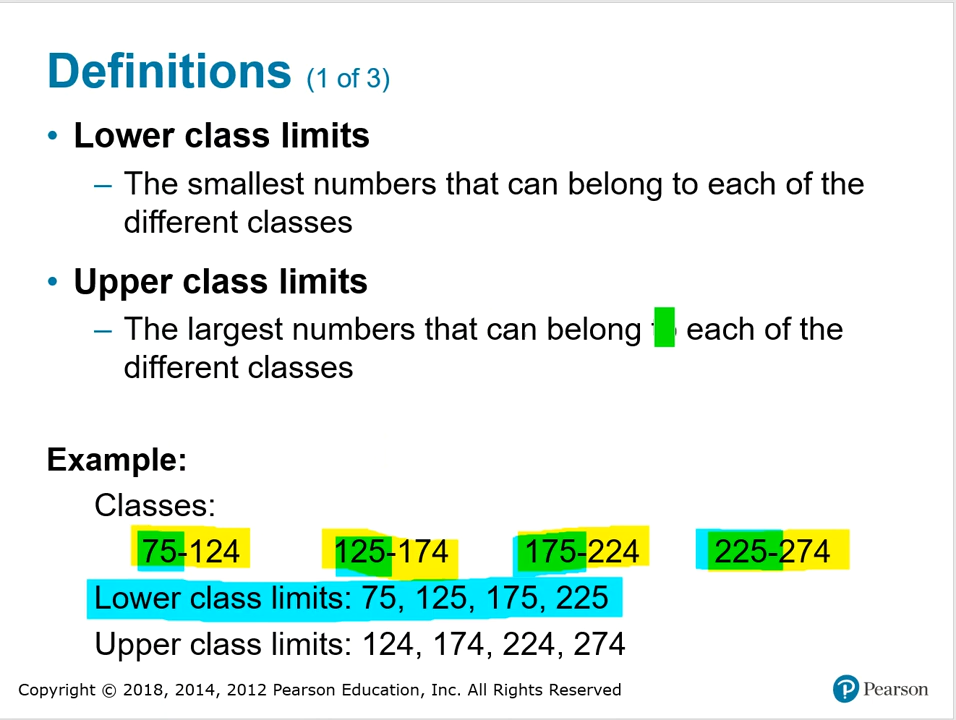 Definitions (1 of 3)
• Lower class limits
– The smallest numbers that can belong to each of the
different classes
• Upper class limits
– The largest numbers that can belong each of the
different classes
Example:
Classes:
75-124 125-174 175-224 225-274
Lower class limits: 75, 125, 175, 225
Upper class limits: 124, 174, 224, 274
Copyright © 2018, 2014, 2012 Pearson Education, Inc. All Rights Reserved
P Pearson